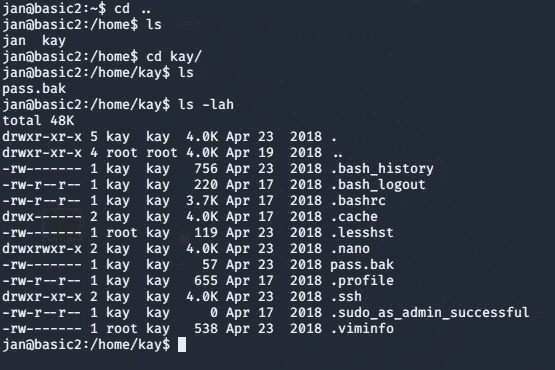 jan@basic2:~$ cd ..
jan@basic2:/home$ ls
jan  kay
jan@basic2:/home$ cd kay/
jan@basic2:/home/kay$ ls
pass.bak
jan@basic2:/home/kay$ ls -lah
total 48K
drwxr-xr-x 5 kay  kay  4.0K Apr 23  2018 .
drwxr-xr-x 4 root root 4.0K Apr 19  2018 ..
-rw------- 1 kay  kay   756 Apr 23  2018 .bash_history
-rw-r--r-- 1 kay  kay   220 Apr 17  2018 .bash_logout
-rw-r--r-- 1 kay  kay  3.7K Apr 17  2018 .bashrc
drwx------ 2 kay  kay  4.0K Apr 17  2018 .cache
-rw------- 1 root kay   119 Apr 23  2018 .lesshst
drwxrwxr-x 2 kay  kay  4.0K Apr 23  2018 .nano
-rw------- 1 kay  kay    57 Apr 23  2018 pass.bak
-rw-r--r-- 1 kay  kay   655 Apr 17  2018 .profile
drwxr-xr-x 2 kay  kay  4.0K Apr 23  2018 .ssh
-rw-r--r-- 1 kay  kay     0 Apr 17  2018 .sudo_as_admin_successful
-rw------- 1 root kay   538 Apr 23  2018 .viminfo
jan@basic2:/home/kay$